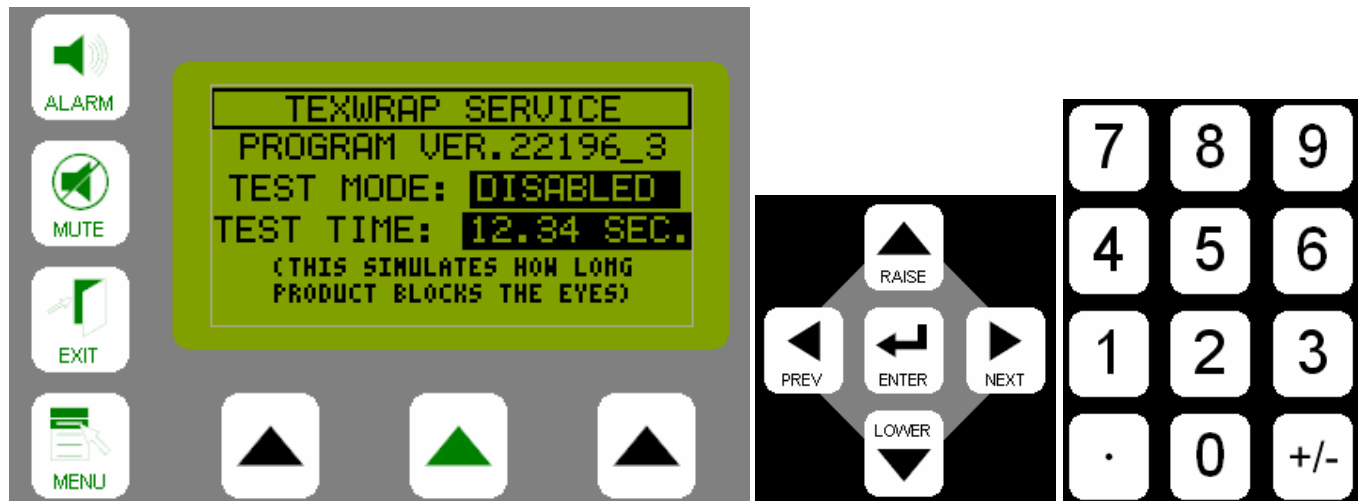 ALARM
MUTE
EXIT
MENU
TEXWRAP SERVICE
PROGRAM VER.22196_3
TEST MODE: DISABLED
TEST TIME: 12.34 SEC.
(THIS SIMULATES HOW LONG
PRODUCT BLOCKS THE EYES)
RAISE
PREV
ENTER
NEXT
LOWER
7 8 9
4 5 6
1 2 3
. 0 +/-